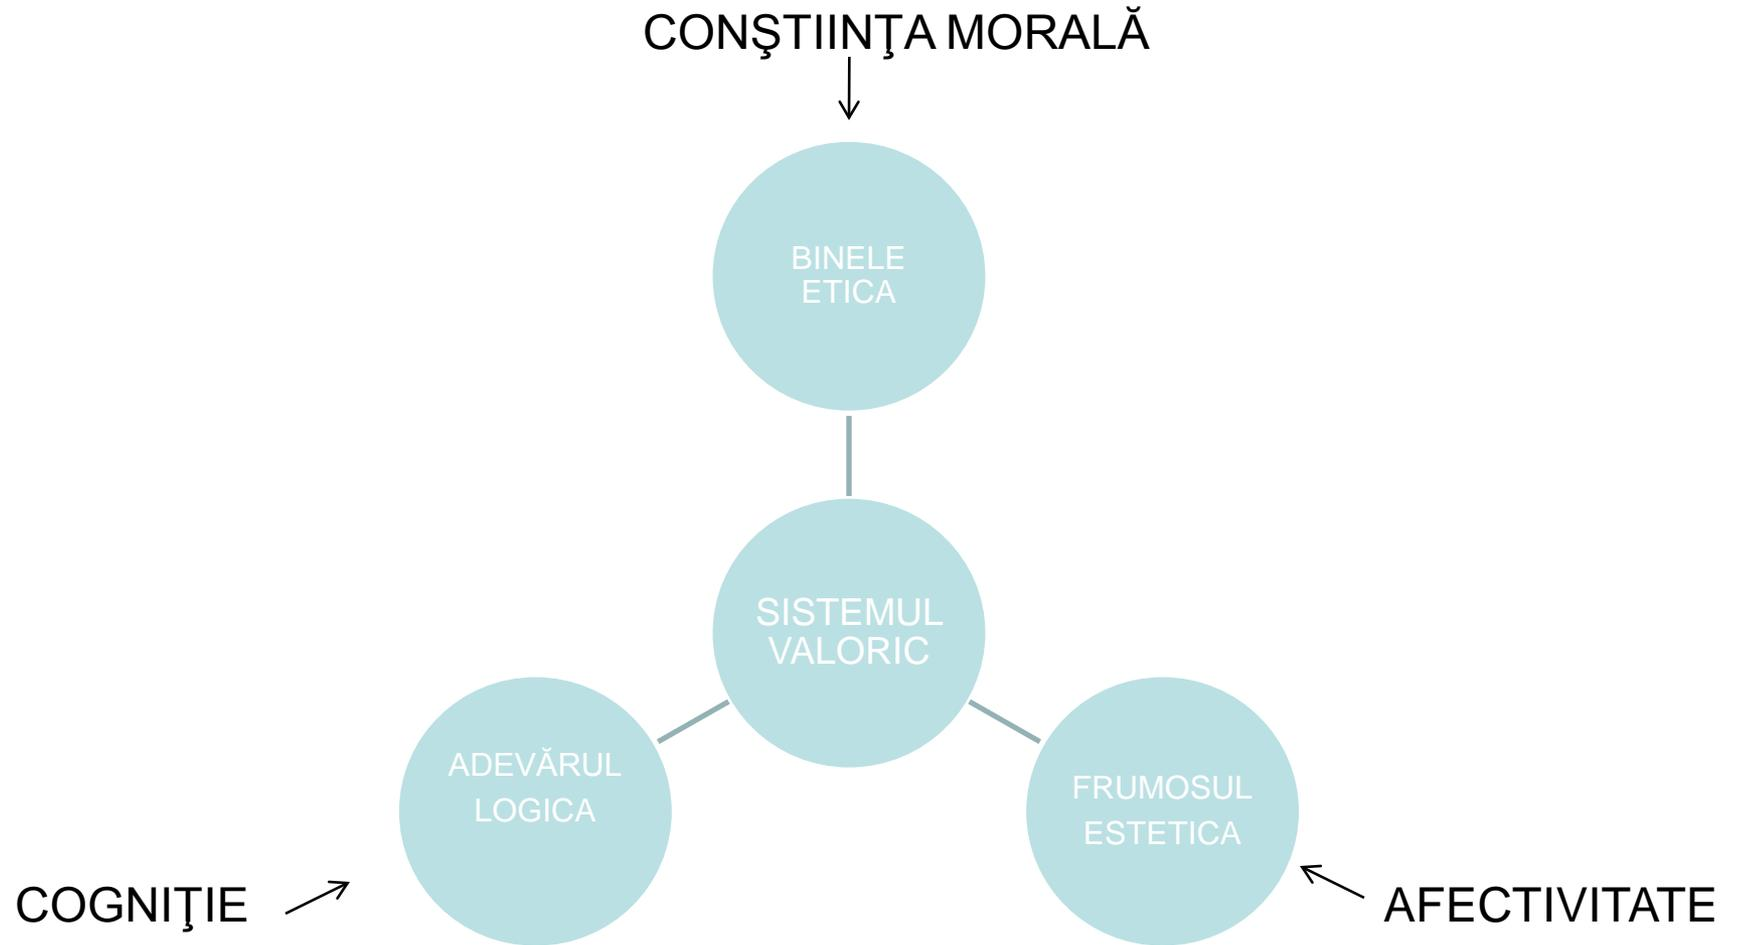 CONŞTIINŢA MORALĂ
BINELE
ETICA
SISTEMUL
VALORIC
ADEVĂRUL
LOGICA
FRUMOSUL
ESTETICA
COGNIŢIE
AFECTIVITATE